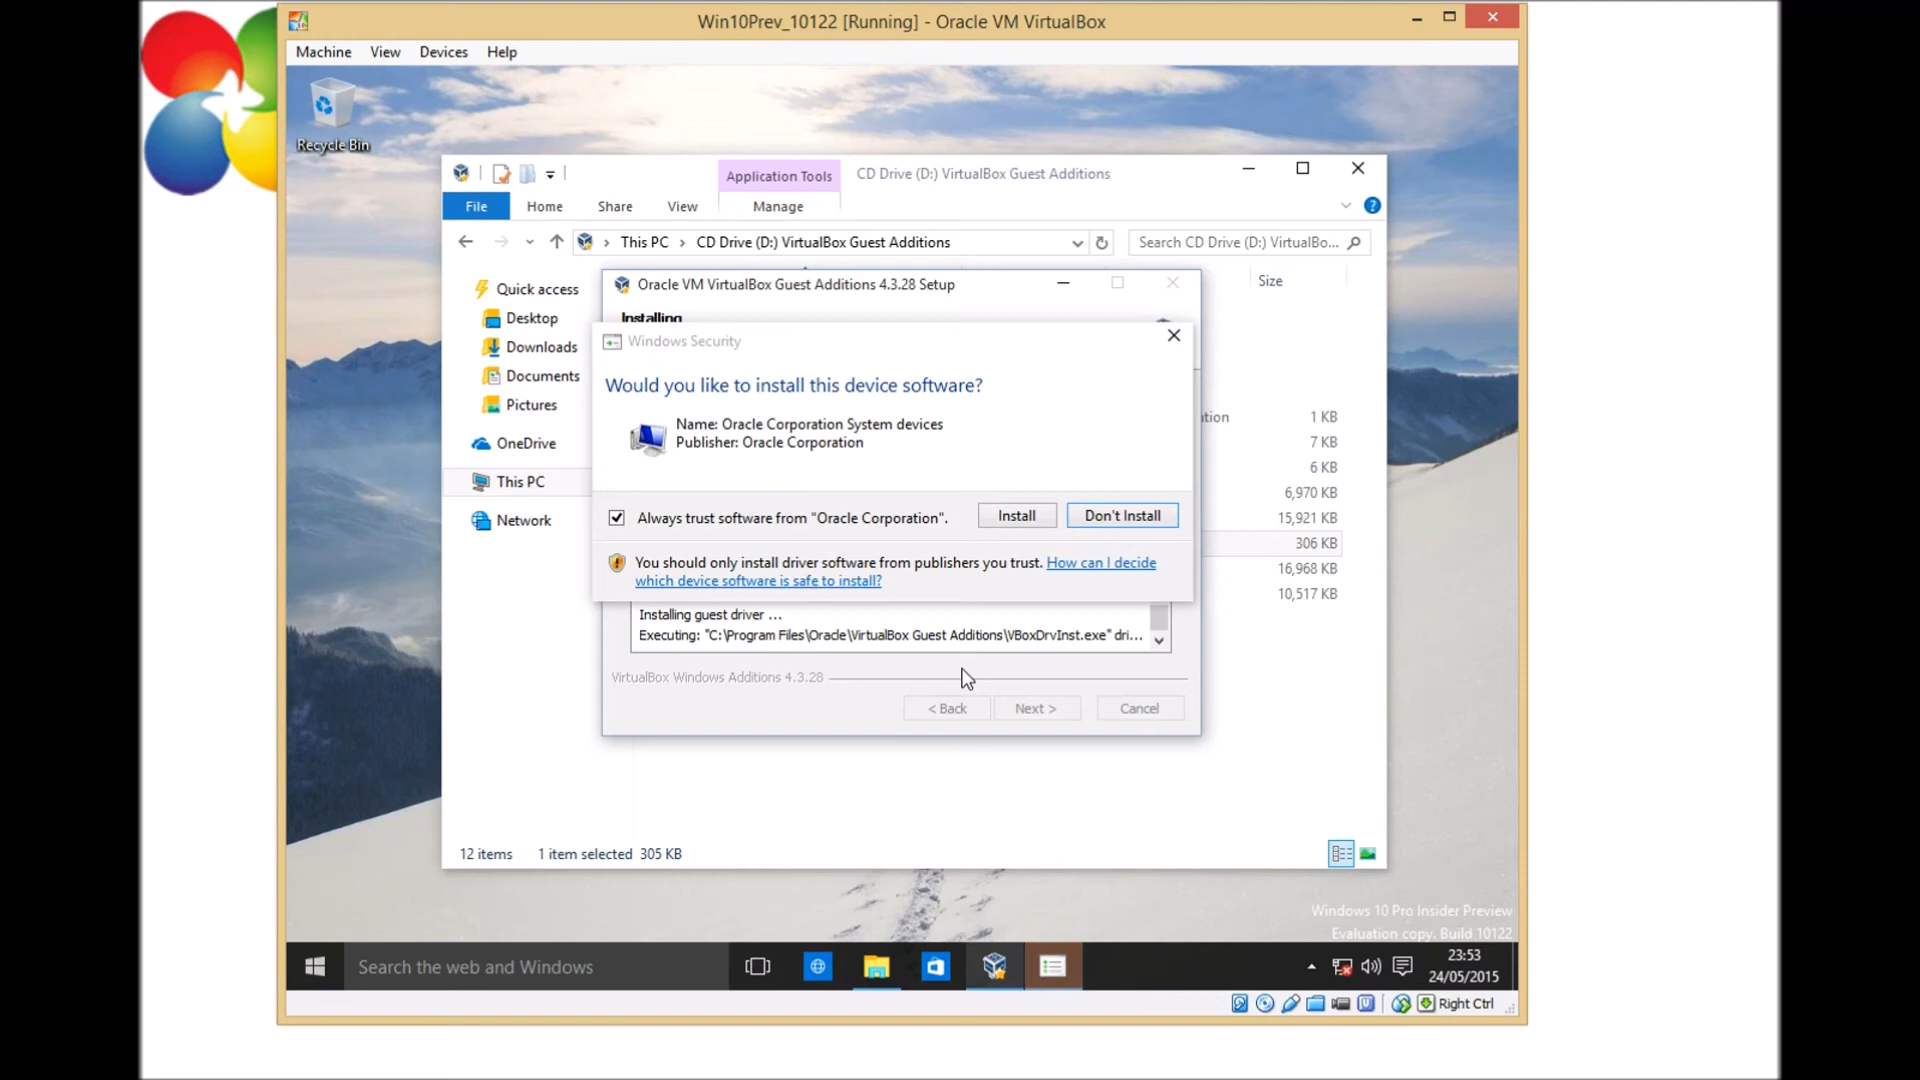 Win10Prev_10122 [Running] - Oracle VM VirtualBox
Machine View Devices Help
Recycle Bin
Application Tools CD Drive (D:) VirtualBox Guest Additions
File Home Share View Manage
This PC CD Drive (D:) VirtualBox Guest Additions Search CD Drive (D:) VirtualBo...
Size
Quick access
Desktop
Downloads
Documents
Pictures
OneDrive
This PC
Network
Oracle VM VirtualBox Guest Additions 4.3.28 Setup
Installing
Windows Security
Would you like to install this device software?
Name: Oracle Corporation System devices
Publisher: Oracle Corporation
Always trust software from "Oracle Corporation". Install Don't Install
You should only install driver software from publishers you trust. How can I decide
which device software is safe to install?
Installing guest driver ...
Executing: "C:\Program Files\Oracle\VirtualBox Guest Additions\VBoxDrvInst.exe" dri...
VirtualBox Windows Additions 4.3.28
< Back Next > Cancel
1 KB
7 KB
6 KB
6,970 KB
15,921 KB
306 KB
16,968 KB
10,517 KB
12 items 1 item selected 305 KB
Windows 10 Pro Insider Preview
Evaluation copy. Build 10122
Search the web and Windows
23:53
24/05/2015
Right Ctrl